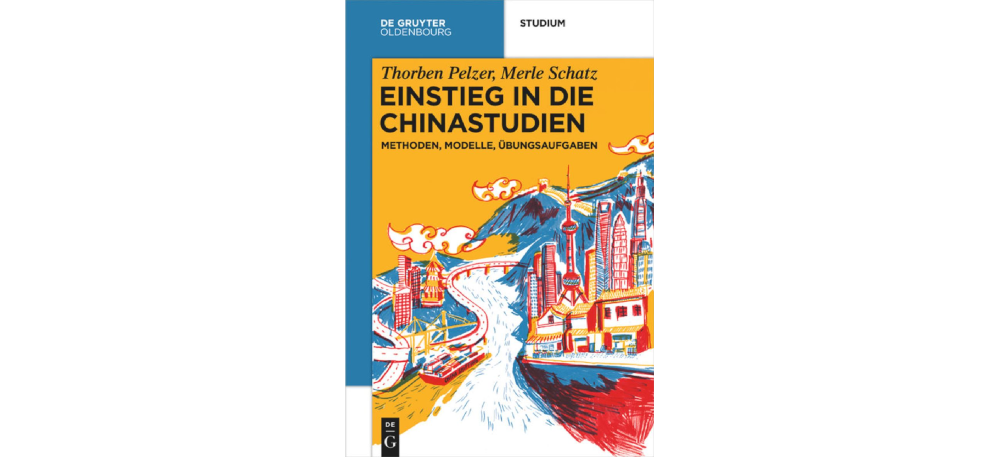 DE GRUYTER
OLDENBOURG
STUDIUM
Thorben Pelzer, Merle Schatz
EINSTIEG IN DIE
CHINASTUDIEN
METHODEN, MODELLE, ÜBUNGSAUFGABEN
DE
G